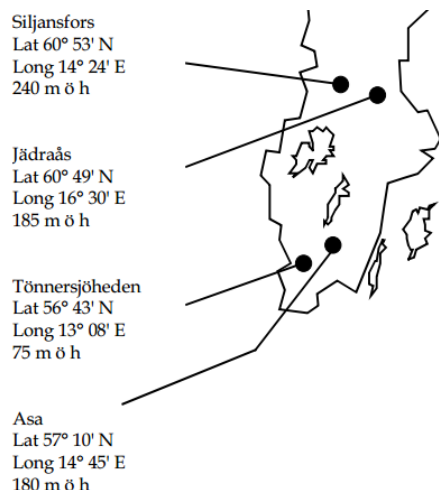 Siljansfors
Lat 60° 53' N
Long 14° 24' E
240 m ö h
Jädraås
Lat 60° 49' N
Long 16° 30' E
185 m ö h
Tönnersjöheden
Lat 56° 43' N
Long 13° 08' E
75 m ö h
Asa
Lat 57° 10' N
Long 14° 45' E
180 m ö h